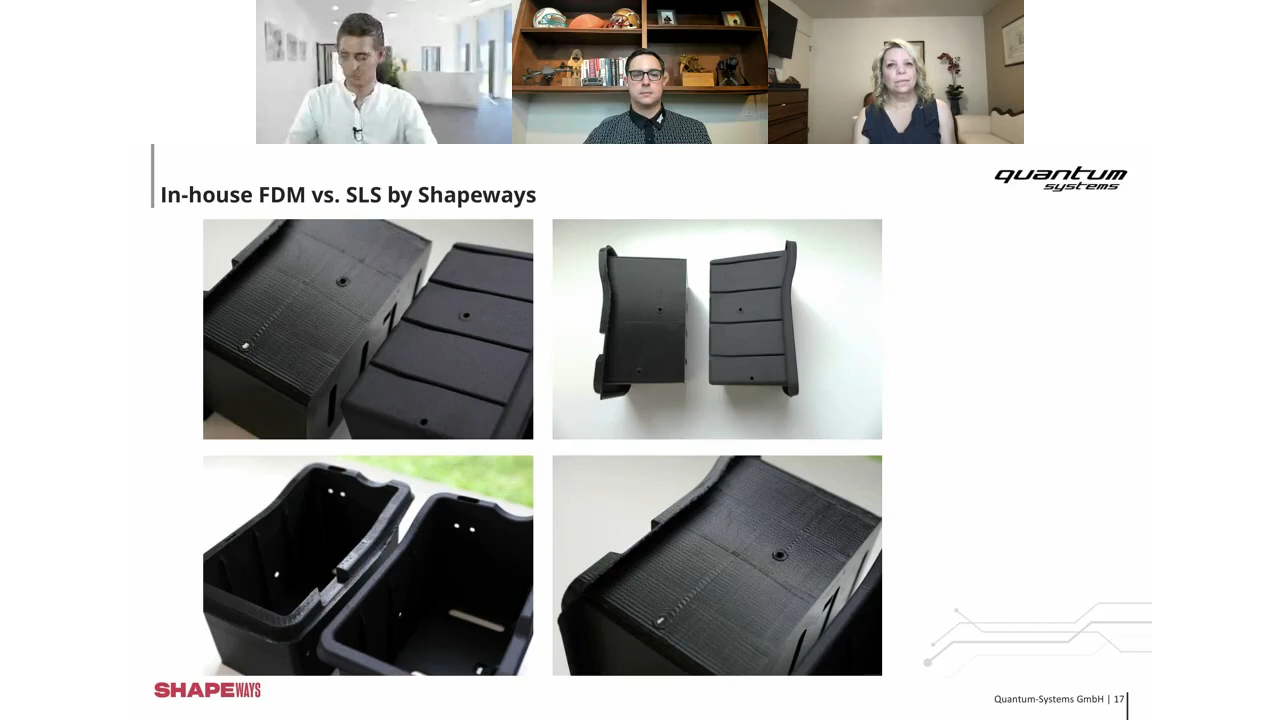 In-house FDM vs. SLS by Shapeways
quantum
systems
SHAPEWAYS
Quantum-Systems GmbH | 17